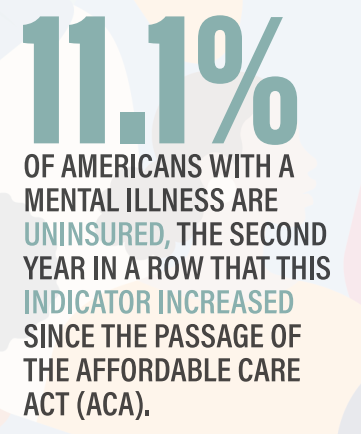 11.1%
OF AMERICANS WITH A
MENTAL ILLNESS ARE
UNINSURED, THE SECOND
YEAR IN A ROW THAT THIS
INDICATOR INCREASED
SINCE THE PASSAGE OF
THE AFFORDABLE CARE
ACT (ACA).